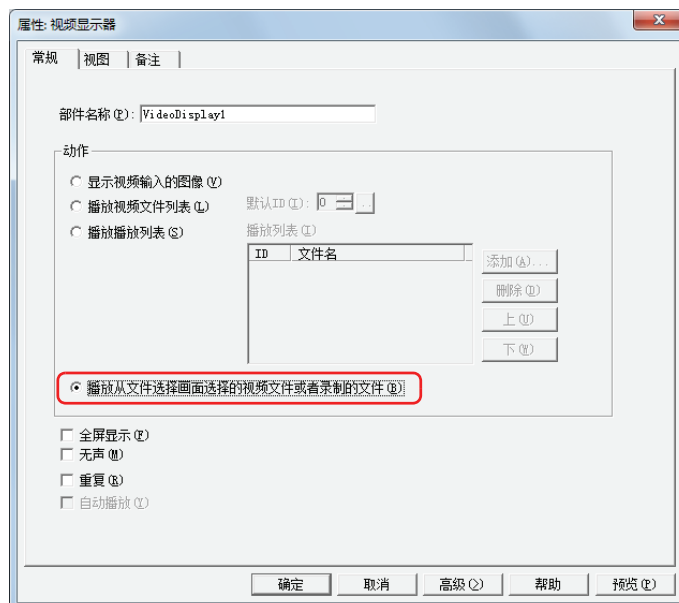 属性: 视频显示器
常规 视图 备注
部件名称(P): VideoDisplay1
动作
显示视频输入的图像(V)
播放视频文件列表(L) 默认ID(I): 0 ...
播放播放列表(S) 播放列表(I)
ID 文件名
添加(A)...
删除(D)
上(U)
下(W)
播放从文件选择画面选择的视频文件或者录制的文件(B)
全屏显示(F)
无声(M)
重复(R)
自动播放(Y)
确定 取消 高级(>) 帮助 预览(P)